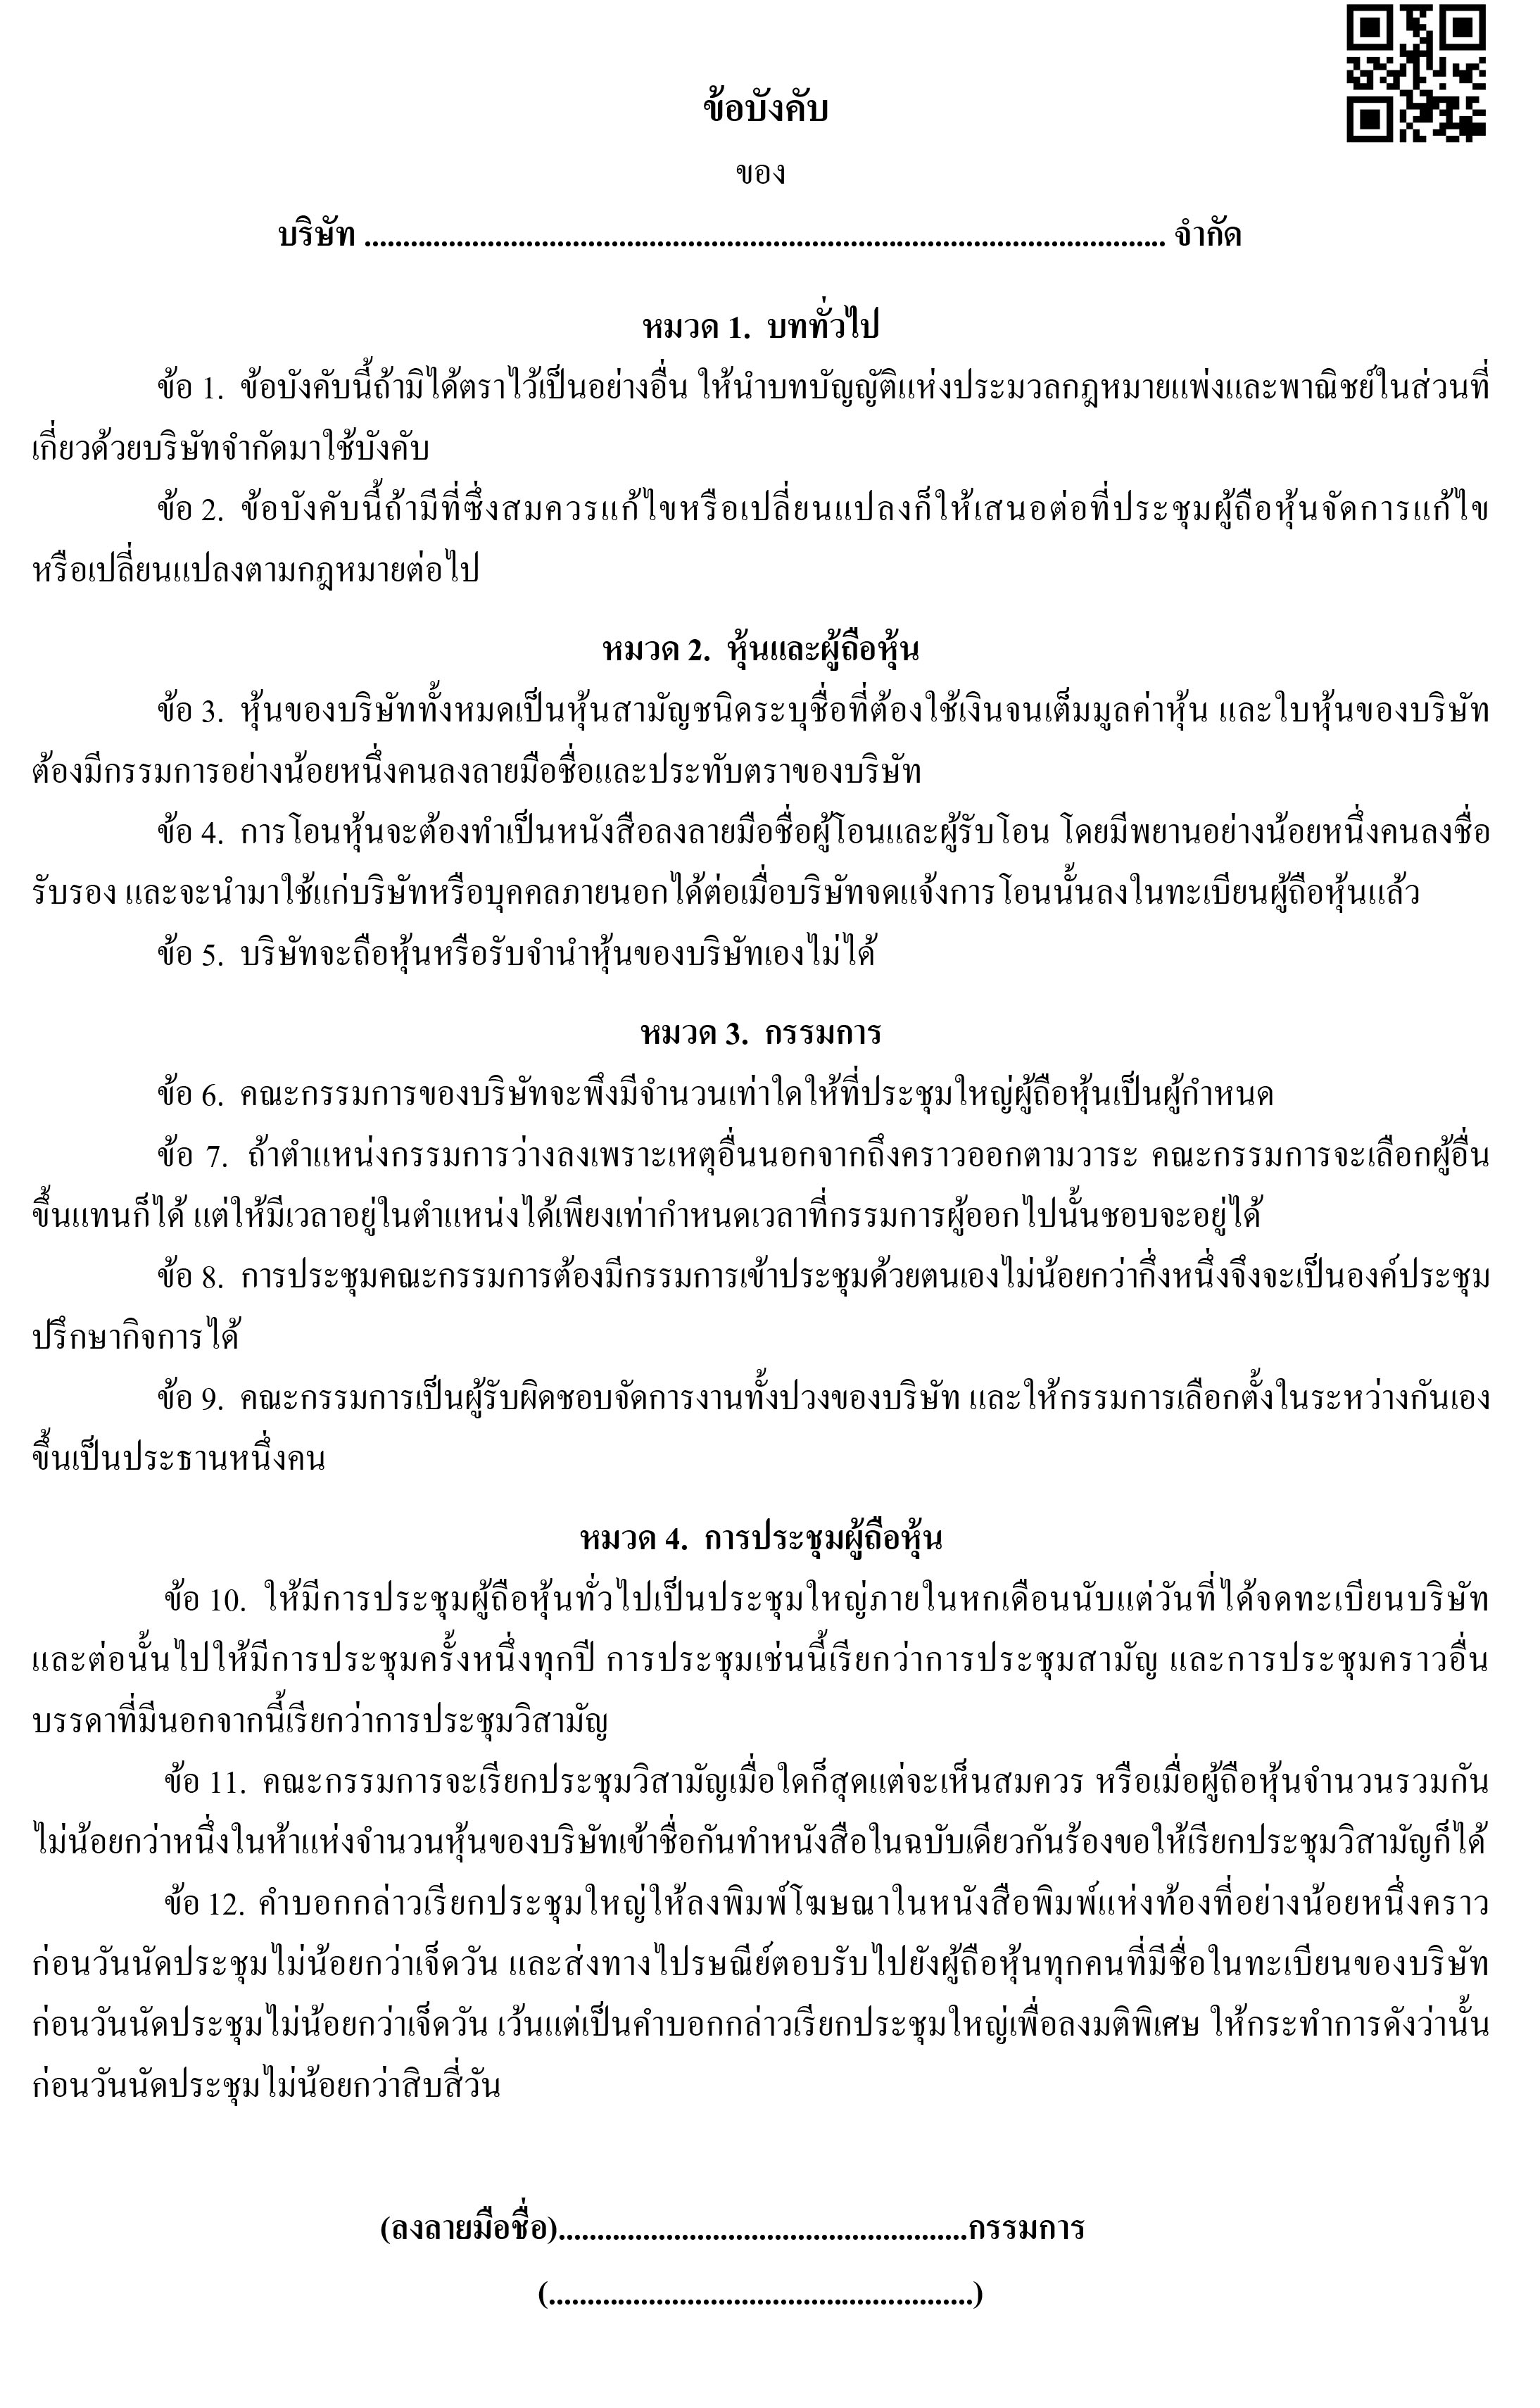 ข้อบังคับ
ของ
บริษัท ........................................................................................................ จำกัด
หมวด 1. บททั่วไป
ข้อ 1. ข้อบังคับนี้ถ้ามิได้ตราไว้เป็นอย่างอื่น ให้นำบทบัญญัติแห่งประมวลกฎหมายแพ่งและพาณิชย์ในส่วนที่
เกี่ยวด้วยบริษัทจำกัดมาใช้บังคับ
ข้อ 2. ข้อบังคับนี้ถ้ามีที่ซึ่งสมควรแก้ไขหรือเปลี่ยนแปลงก็ให้เสนอต่อที่ประชุมผู้ถือหุ้นจัดการแก้ไข
หรือเปลี่ยนแปลงตามกฎหมายต่อไป
หมวด 2. หุ้นและผู้ถือหุ้น
ข้อ 3. หุ้นของบริษัททั้งหมดเป็นหุ้นสามัญชนิดระบุชื่อที่ต้องใช้เงินจนเต็มมูลค่าหุ้น และใบหุ้นของบริษัท
ต้องมีกรรมการอย่างน้อยหนึ่งคนลงลายมือชื่อและประทับตราของบริษัท
ข้อ 4. การโอนหุ้นจะต้องทำเป็นหนังสือลงลายมือชื่อผู้โอนและผู้รับโอน โดยมีพยานอย่างน้อยหนึ่งคนลงชื่อ
รับรอง และจะนำมาใช้แก่บริษัทหรือบุคคลภายนอกได้ต่อเมื่อบริษัทจดแจ้งการโอนนั้นลงในทะเบียนผู้ถือหุ้นแล้ว
ข้อ 5. บริษัทจะถือหุ้นหรือรับจำนำหุ้นของบริษัทเองไม่ได้
หมวด 3. กรรมการ
ข้อ 6. คณะกรรมการของบริษัทจะพึงมีจำนวนเท่าใดให้ที่ประชุมใหญ่ผู้ถือหุ้นเป็นผู้กำหนด
ข้อ 7. ถ้าตำแหน่งกรรมการว่างลงเพราะเหตุอื่นนอกจากถึงคราวออกตามวาระ คณะกรรมการจะเลือกผู้อื่น
ขึ้นแทนก็ได้ แต่ให้มีเวลาอยู่ในตำแหน่งได้เพียงเท่ากำหนดเวลาที่กรรมการผู้ออกไปนั้นชอบจะอยู่ได้
ข้อ 8. การประชุมคณะกรรมการต้องมีกรรมการเข้าประชุมด้วยตนเองไม่น้อยกว่ากึ่งหนึ่งจึงจะเป็นองค์ประชุม
ปรึกษากิจการได้
ข้อ 9. คณะกรรมการเป็นผู้รับผิดชอบจัดการงานทั้งปวงของบริษัท และให้กรรมการเลือกตั้งในระหว่างกันเอง
ขึ้นเป็นประธานหนึ่งคน
หมวด 4. การประชุมผู้ถือหุ้น
ข้อ 10. ให้มีการประชุมผู้ถือหุ้นทั่วไปเป็นประชุมใหญ่ภายในหกเดือนนับแต่วันที่ได้จดทะเบียนบริษัท
และต่อนั้นไปให้มีการประชุมครั้งหนึ่งทุกปี การประชุมเช่นนี้เรียกว่าการประชุมสามัญ และการประชุมคราวอื่น
บรรดาที่มีนอกจากนี้เรียกว่าการประชุมวิสามัญ
ข้อ 11. คณะกรรมการจะเรียกประชุมวิสามัญเมื่อใดก็สุดแต่จะเห็นสมควร หรือเมื่อผู้ถือหุ้นจำนวนรวมกัน
ไม่น้อยกว่าหนึ่งในห้าแห่งจำนวนหุ้นของบริษัทเข้าชื่อกันทำหนังสือในฉบับเดียวกันร้องขอให้เรียกประชุมวิสามัญก็ได้
ข้อ 12. คำบอกกล่าวเรียกประชุมใหญ่ให้ลงพิมพ์โฆษณาในหนังสือพิมพ์แห่งท้องที่อย่างน้อยหนึ่งคราว
ก่อนวันนัดประชุมไม่น้อยกว่าเจ็ดวัน และส่งทางไปรษณีย์ตอบรับไปยังผู้ถือหุ้นทุกคนที่มีชื่อในทะเบียนของบริษัท
ก่อนวันนัดประชุมไม่น้อยกว่าเจ็ดวัน เว้นแต่เป็นคำบอกกล่าวเรียกประชุมใหญ่เพื่อลงมติพิเศษ ให้กระทำการดังว่านั้น
ก่อนวันนัดประชุมไม่น้อยกว่าสิบสี่วัน
(ลงลายมือชื่อ).....................................................กรรมการ
(.......................................................)